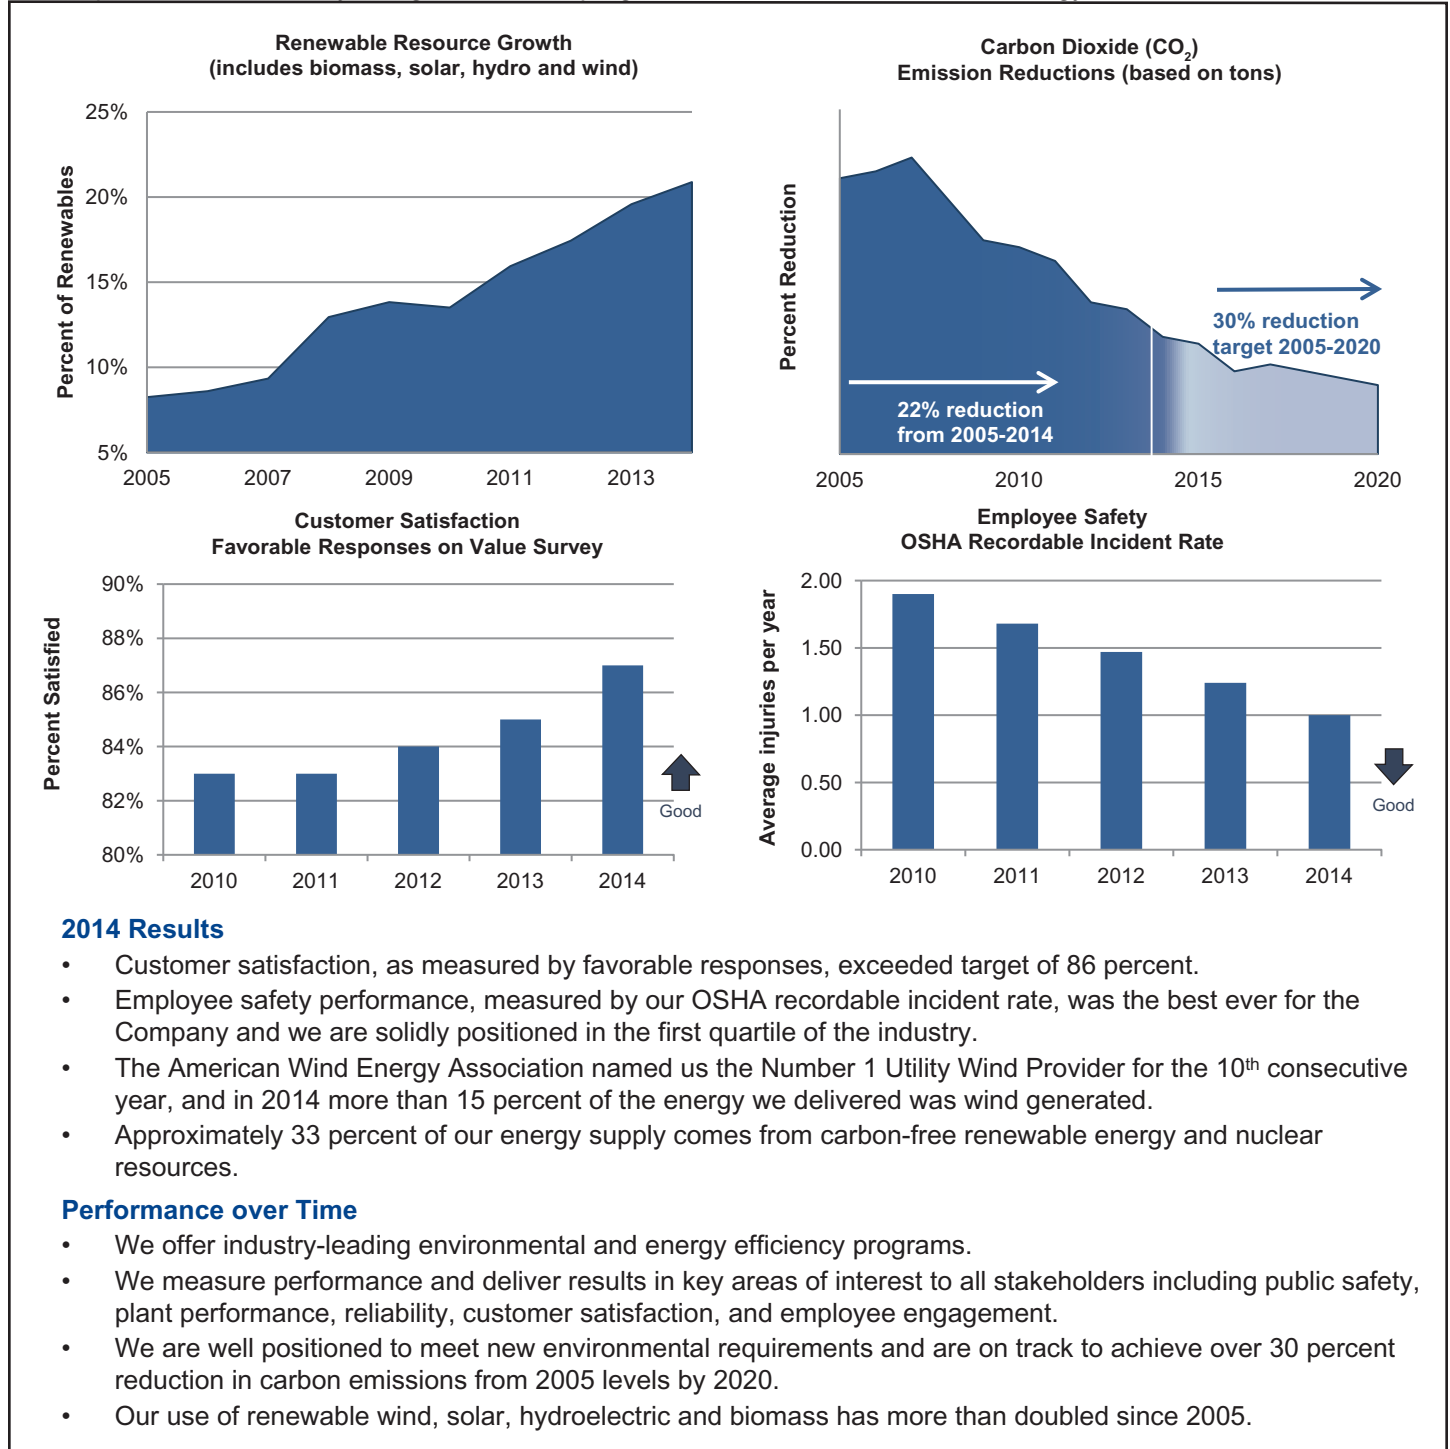 Renewable Resource Growth
(includes biomass, solar, hydro and wind)
Percent of Renewables
25%
20%
15%
10%
5%
2005 2007 2009 2011 2013
Carbon Dioxide (CO2)
Emission Reductions (based on tons)
Percent Reduction
30% reduction
target 2005-2020
22% reduction
from 2005-2014
2005 2010 2015 2020
Customer Satisfaction
Favorable Responses on Value Survey
Percent Satisfied
90%
88%
86%
84%
82%
80%
Good
2010 2011 2012 2013 2014
Employee Safety
OSHA Recordable Incident Rate
Average injuries per year
2.00
1.50
1.00
0.50
0.00
Good
2010 2011 2012 2013 2014
2014 Results
• Customer satisfaction, as measured by favorable responses, exceeded target of 86 percent.
• Employee safety performance, measured by our OSHA recordable incident rate, was the best ever for the
Company and we are solidly positioned in the first quartile of the industry.
• The American Wind Energy Association named us the Number 1 Utility Wind Provider for the 10th consecutive
year, and in 2014 more than 15 percent of the energy we delivered was wind generated.
• Approximately 33 percent of our energy supply comes from carbon-free renewable energy and nuclear
resources.
Performance over Time
• We offer industry-leading environmental and energy efficiency programs.
• We measure performance and deliver results in key areas of interest to all stakeholders including public safety,
plant performance, reliability, customer satisfaction, and employee engagement.
• We are well positioned to meet new environmental requirements and are on track to achieve over 30 percent
reduction in carbon emissions from 2005 levels by 2020.
• Our use of renewable wind, solar, hydroelectric and biomass has more than doubled since 2005.